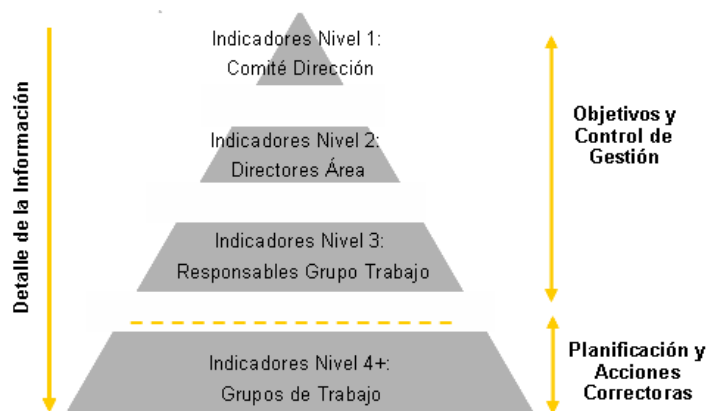 Indicadores Nivel 1:
Comité Dirección
Indicadores Nivel 2:
Directores Área
Indicadores Nivel 3:
Responsables Grupo Trabajo
Indicadores Nivel 4+:
Grupos de Trabajo
Detalle de la Información
Objetivos y
Control de
Gestión
Planificación y
Acciones
Correctoras